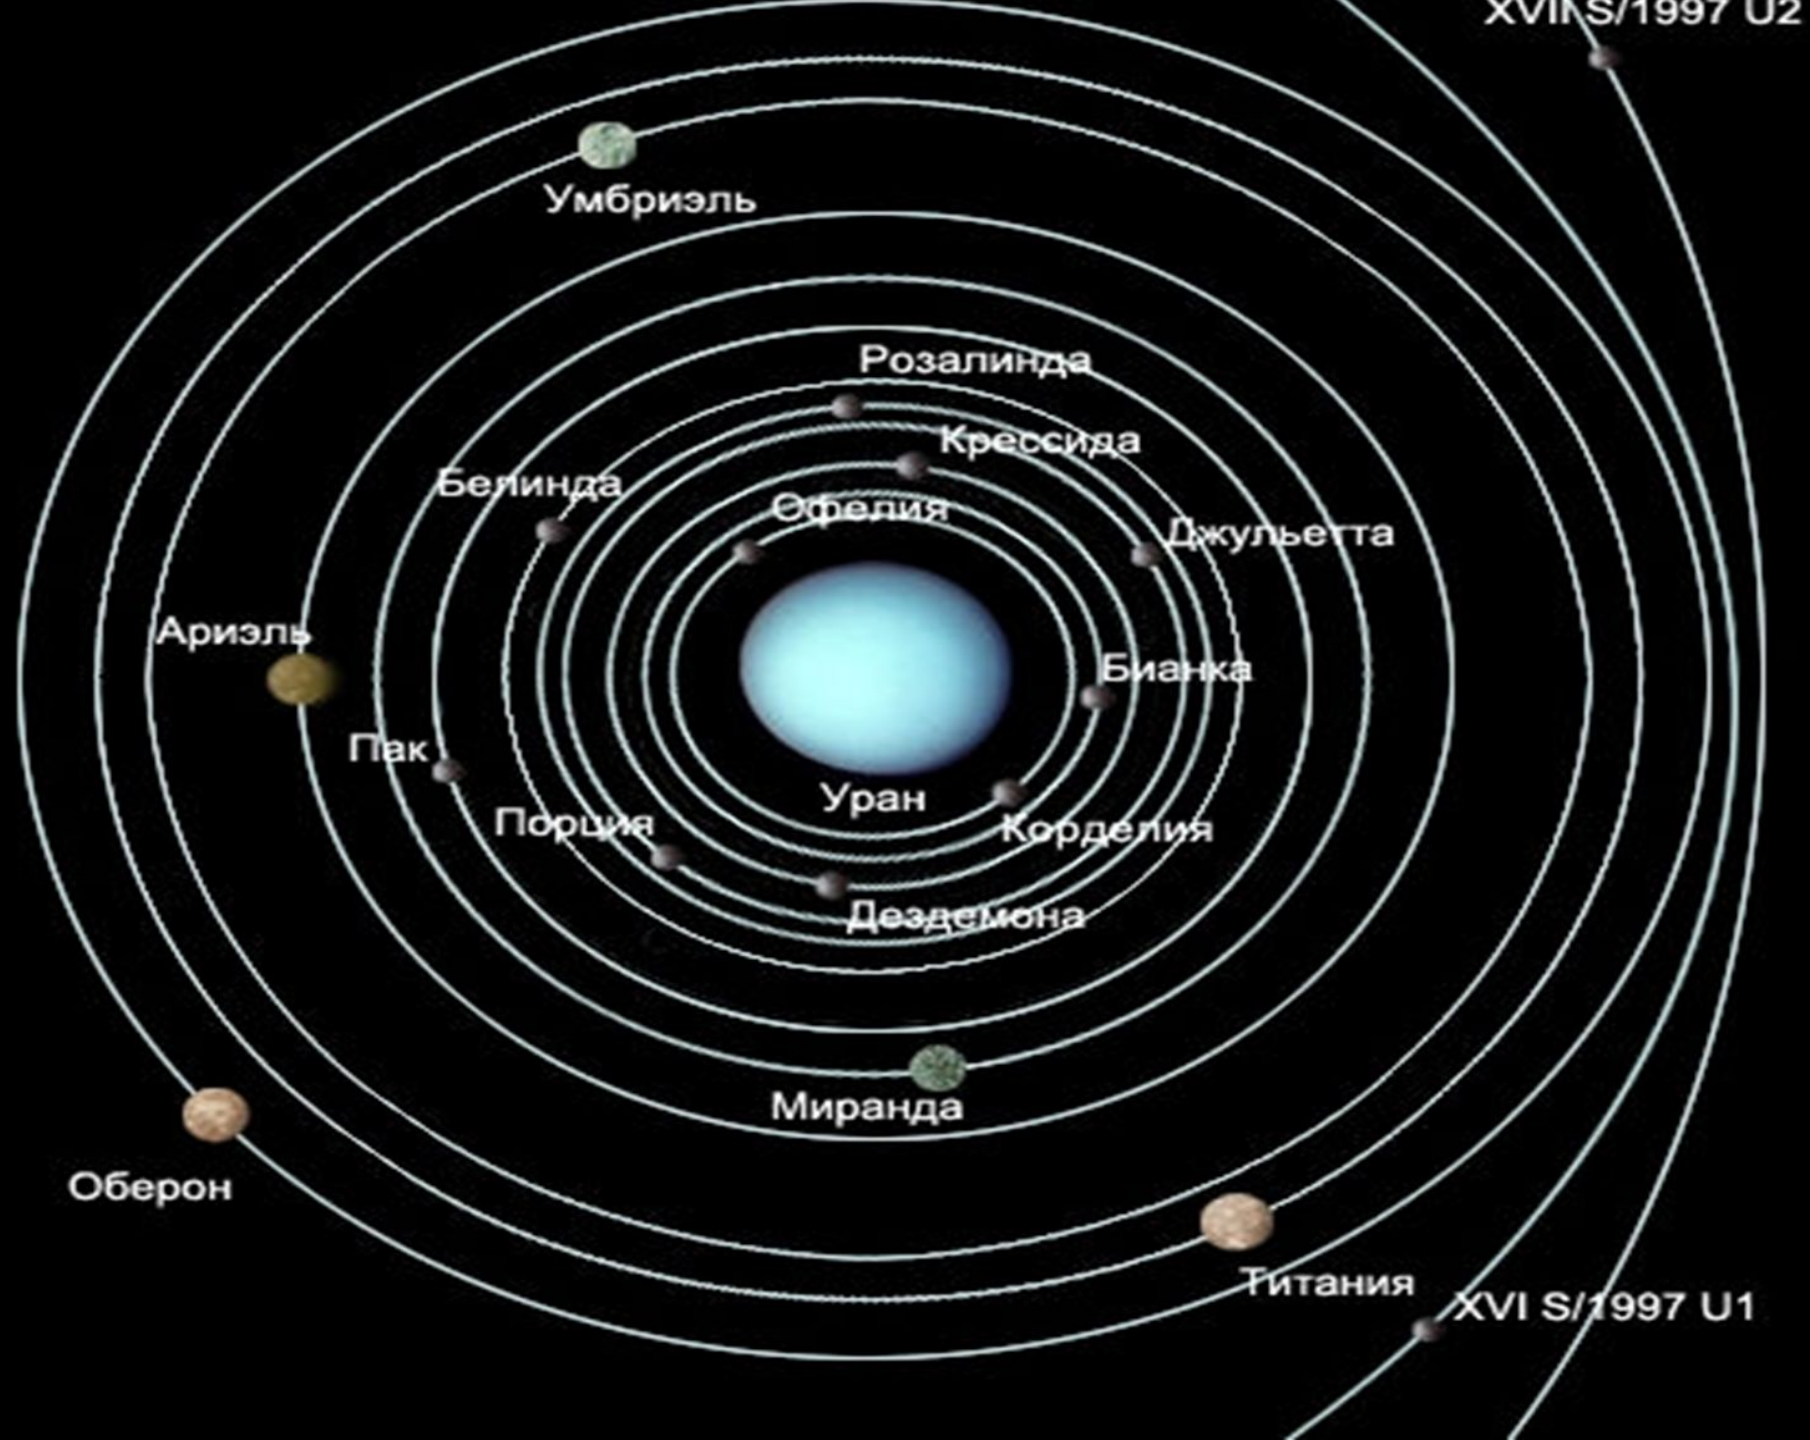 XVII S/1997 U2
Умбриэль
Розалинда
Крессида
Белинда
Офелия
Джульетта
Ариэль
Бианка
Пак
Уран
Порция
Корделия
Дездемона
Миранда
Оберон
Титания
XVI S/1997 U1